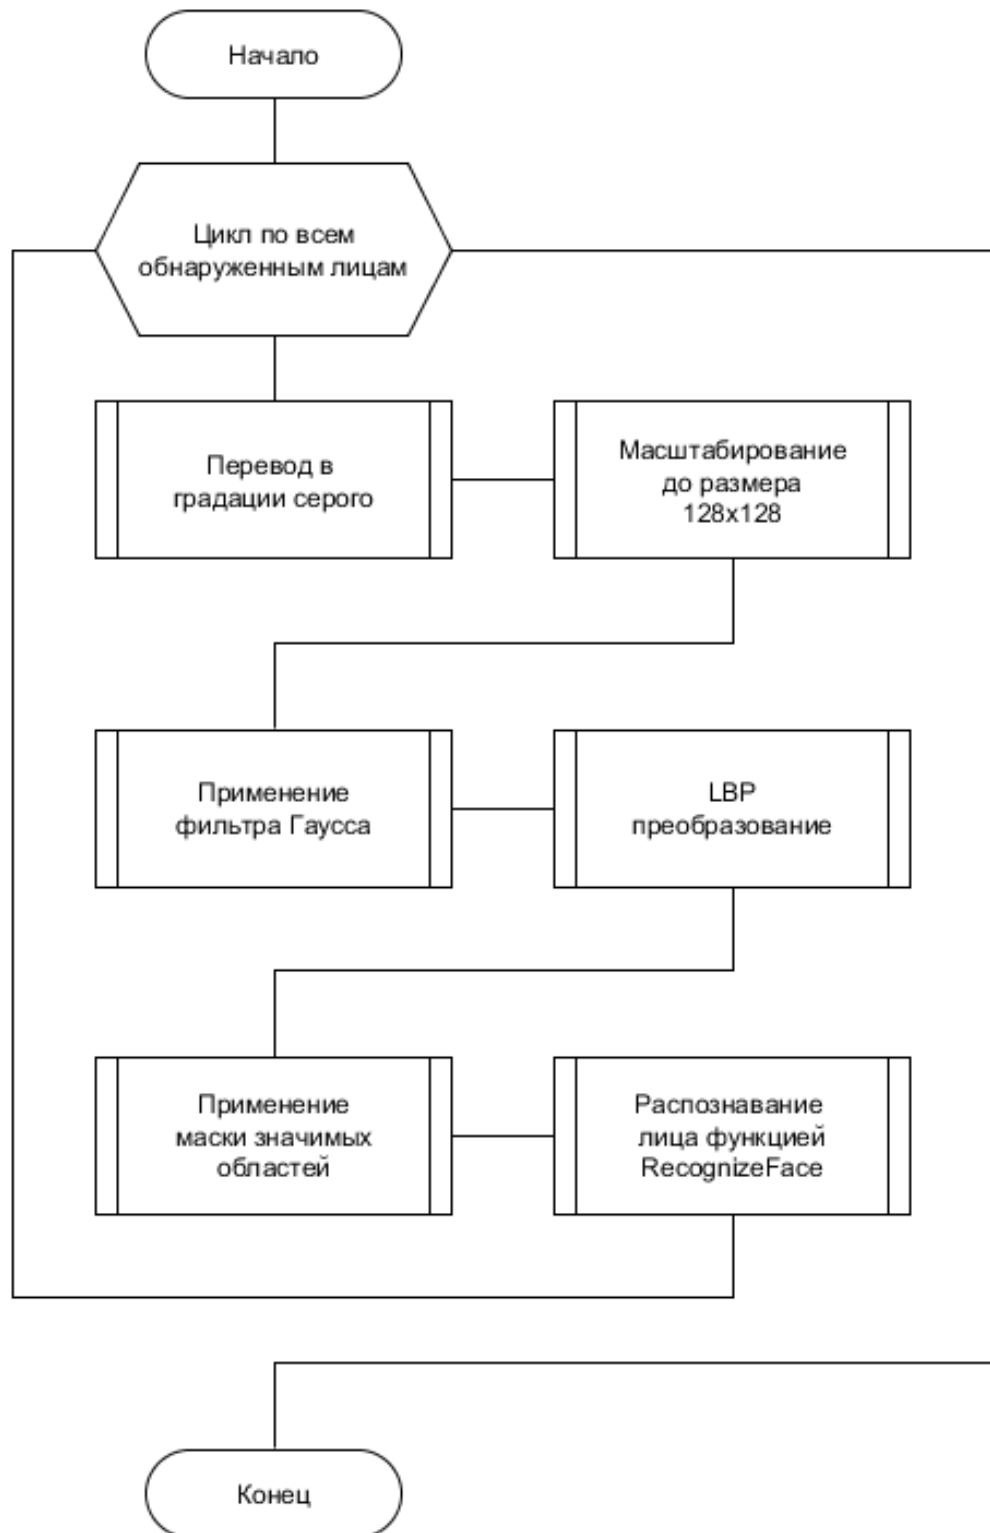 Начало
Цикл по всем
обнаруженным лицам
Перевод в
градации серого
Масштабирование
до размера
128x128
Применение
фильтра Гаусса
LBP
преобразование
Применение
маски значимых
областей
Распознавание
лица функцией
RecognizeFace
Конец